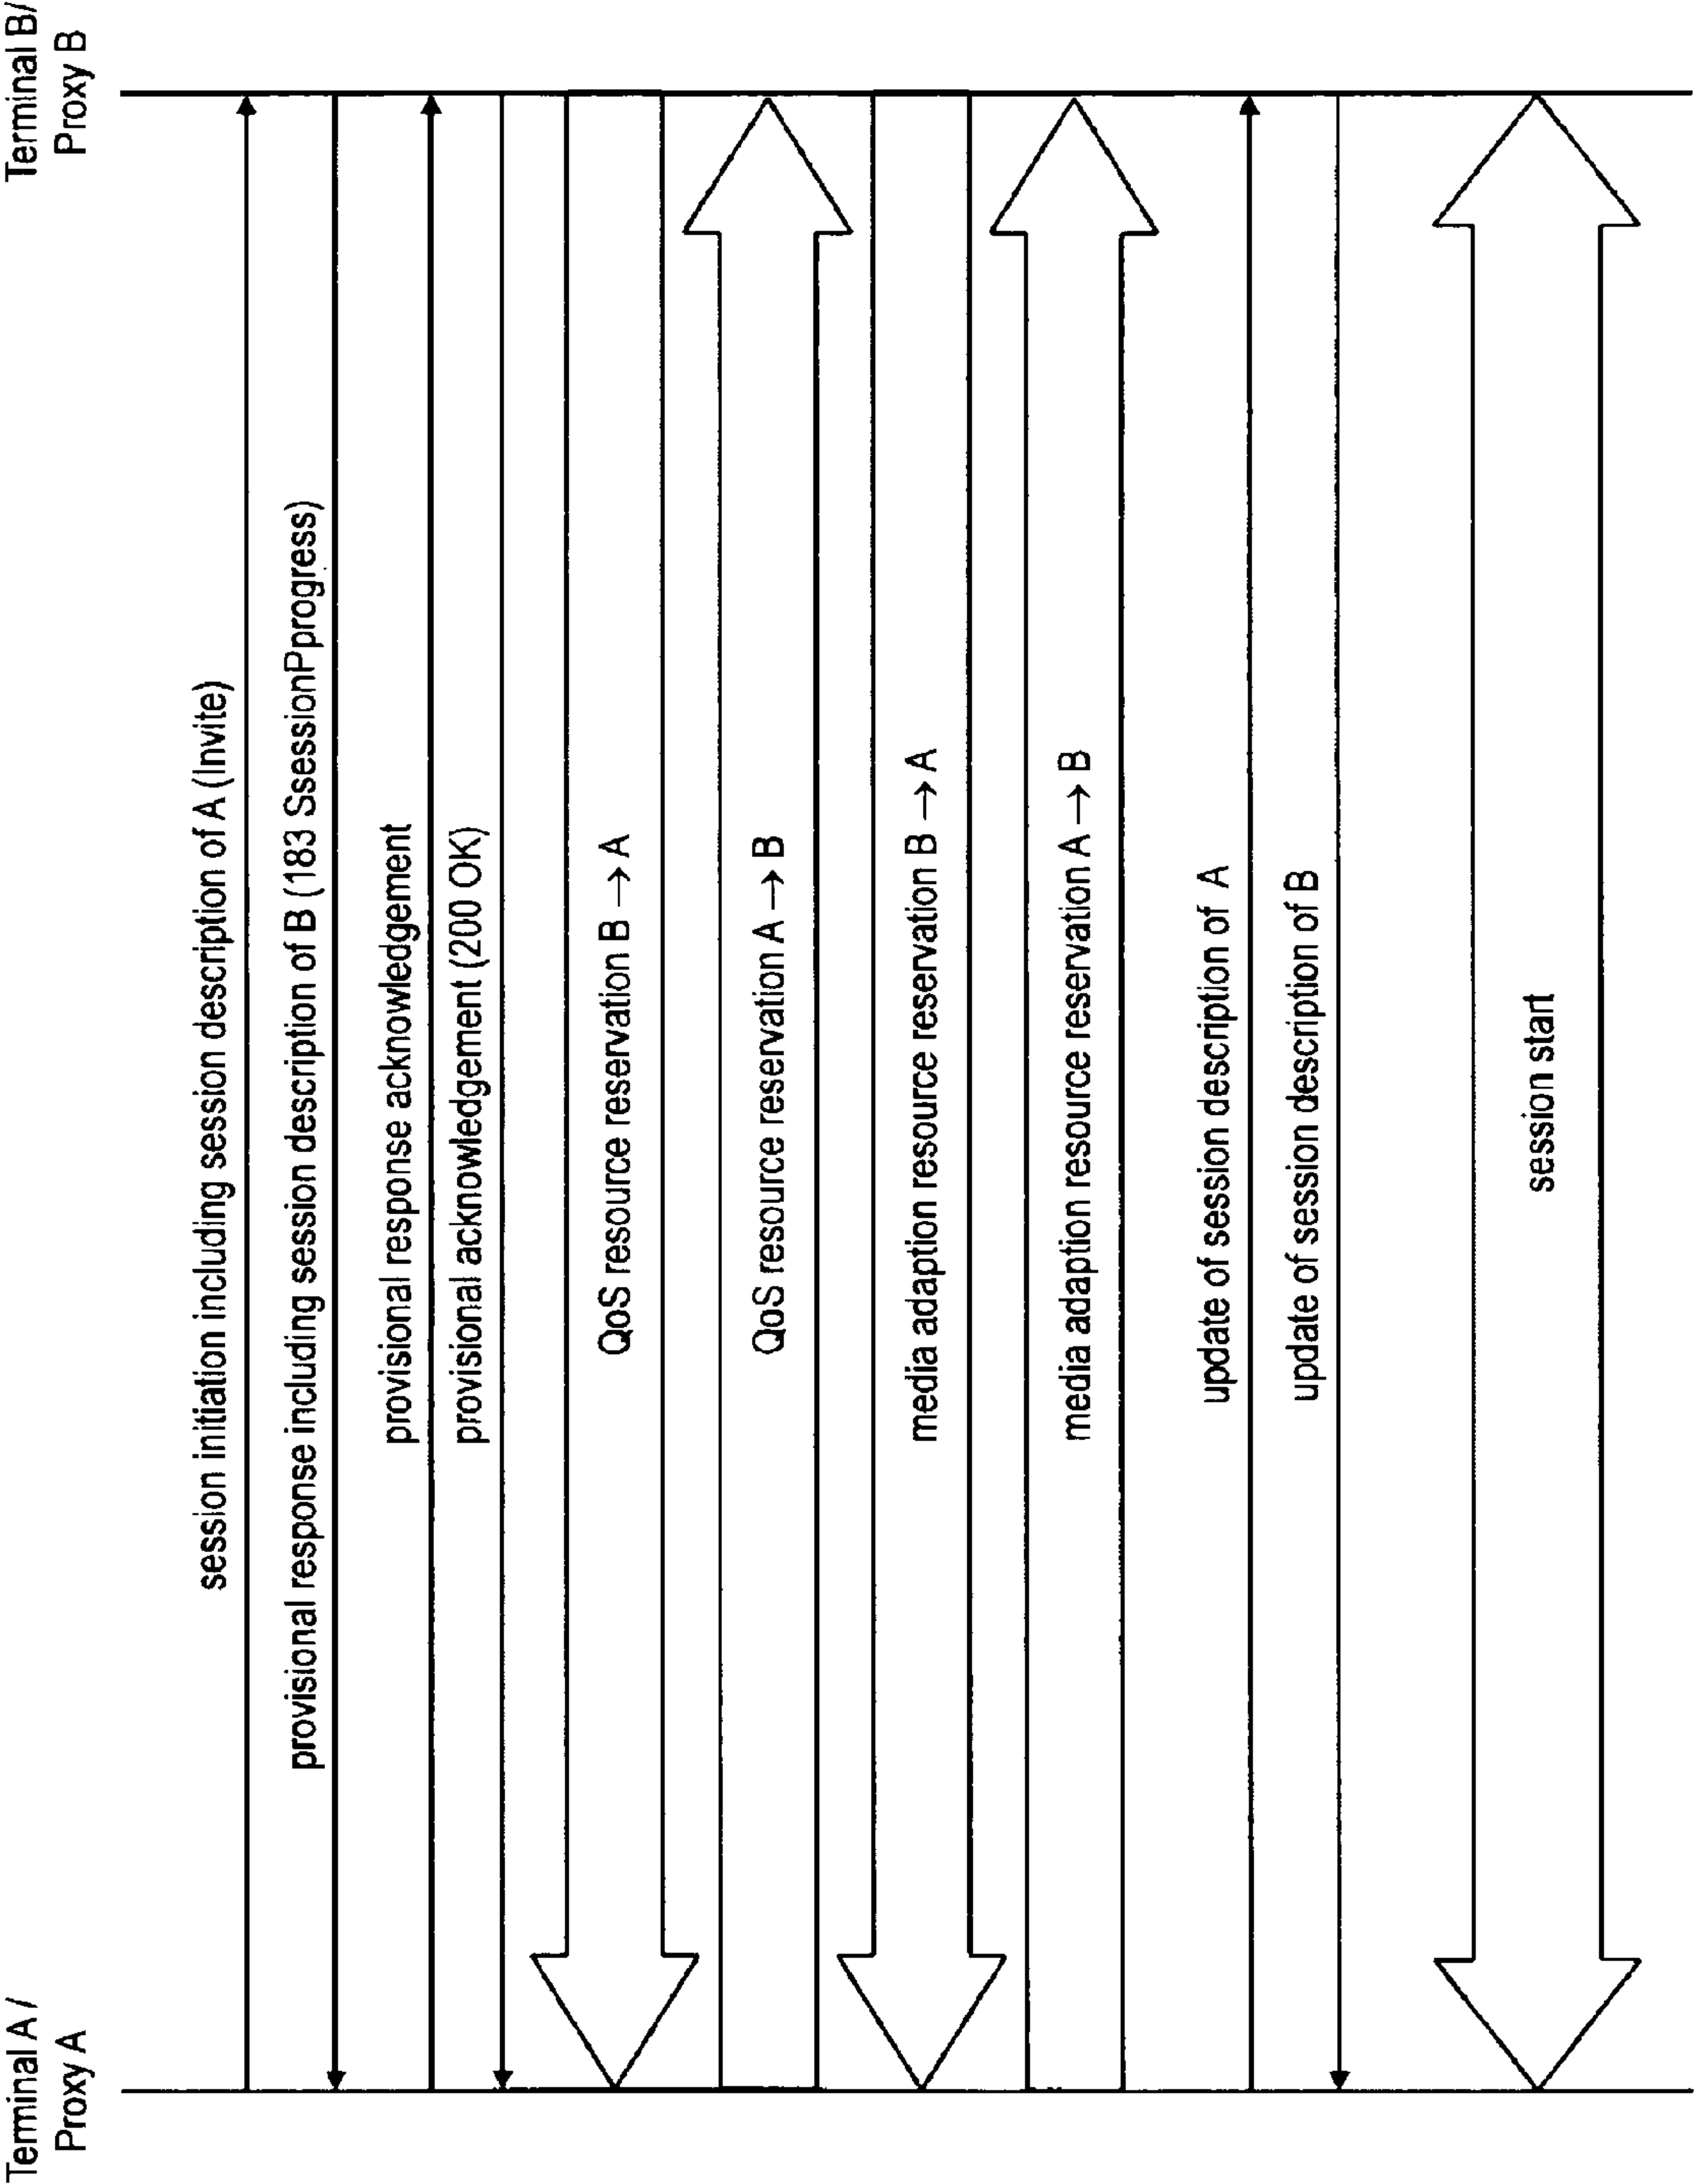 Terminal A /
Proxy A
Terminal B/
Proxy B
session initiation including session description of A (Invite)
provisional response including session description of B (183 SsessionPprogress)
provisional response acknowledgement
provisional acknowledgement (200 OK)
QoS resource reservation B → A
QoS resource reservation A → B
media adaption resource reservation B → A
media adaption resource reservation A → B
update of session description of A
update of session description of B
session start